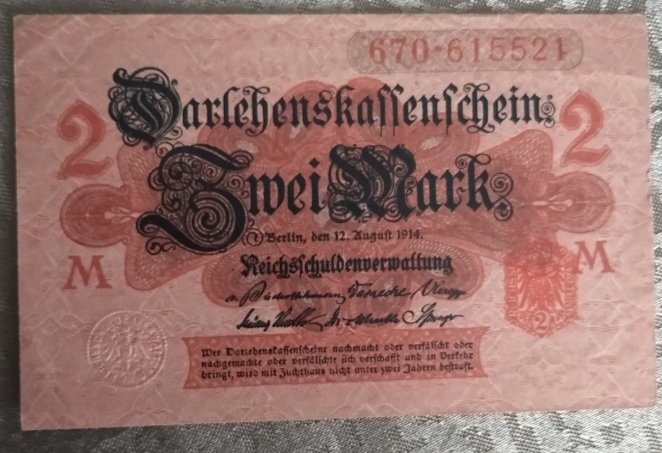 670·615521
Darlehenskassenschein.
2 2
Zwei Mark.
Berlin, den 12. August 1914.
M M
Reichsschuldenverwaltung
2
Wer Darlehenskassenscheine nachmacht oder verfälscht oder
nachgemachte oder verfälschte sich verschafft und in Verkehr
bringt, wird mit Zuchthaus nicht unter zwei Jahren bestraft.